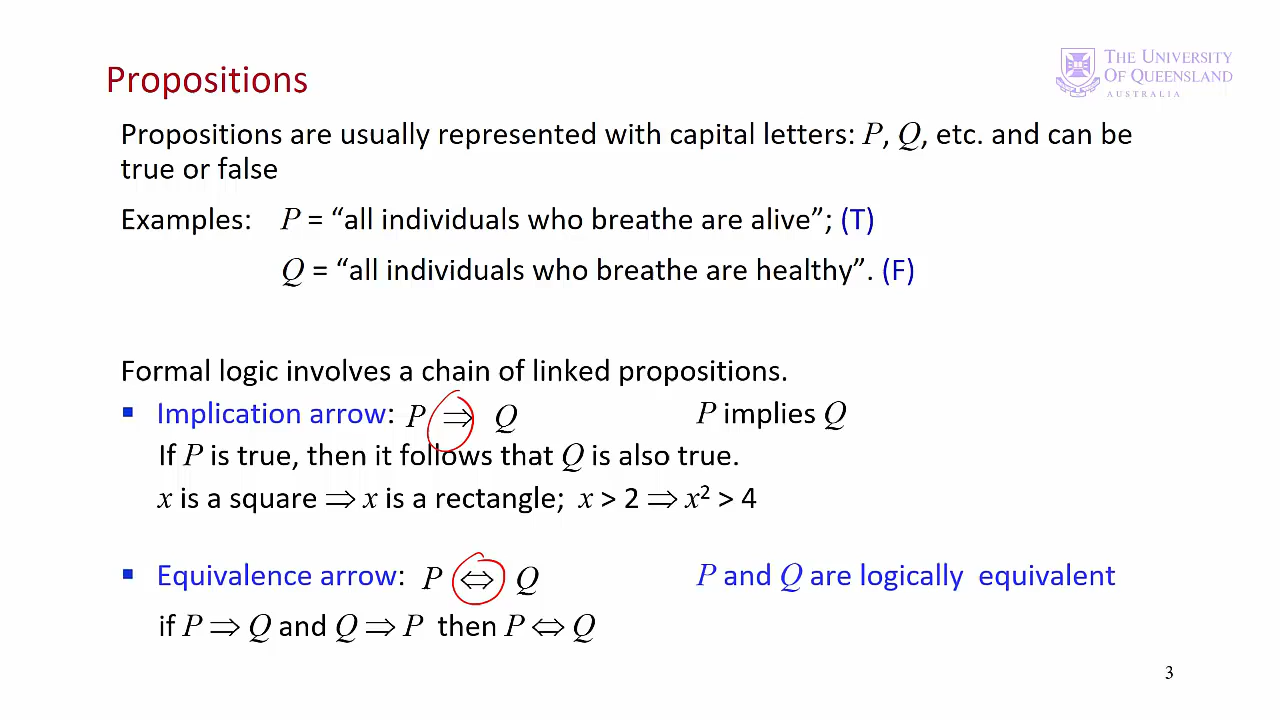 Propositions
THE UNIVERSITY
OF QUEENSLAND
AUSTRALIA
Propositions are usually represented with capital letters: P, Q, etc. and can be
true or false
Examples: P = “all individuals who breathe are alive”; (T)
Q = “all individuals who breathe are healthy”. (F)
Formal logic involves a chain of linked propositions.
▪ Implication arrow: P ⇒ Q P implies Q
If P is true, then it follows that Q is also true.
x is a square ⇒ x is a rectangle; x > 2 ⇒ x² > 4
▪ Equivalence arrow: P ⇔ Q P and Q are logically equivalent
if P ⇒ Q and Q ⇒ P then P ⇔ Q
3